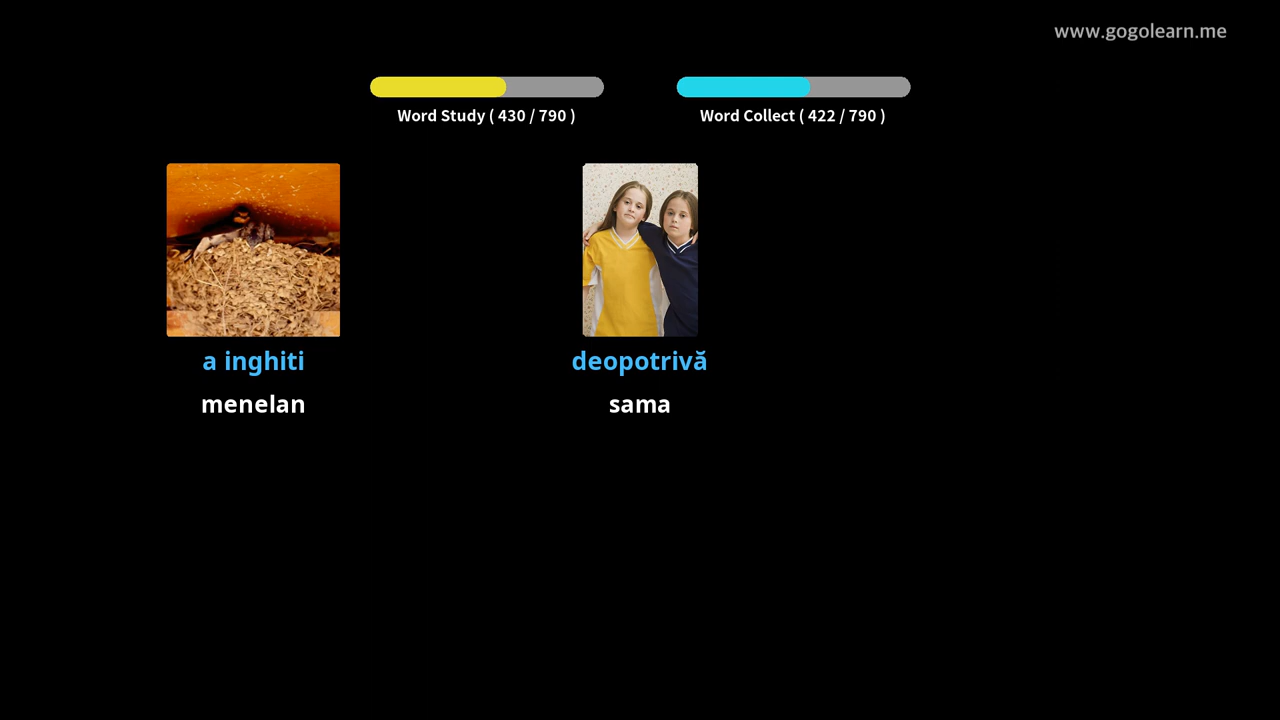 www.gogolearn.me
Word Study ( 430 / 790 )
Word Collect ( 422 / 790 )
a inghiti
menelan
deopotrivă
sama